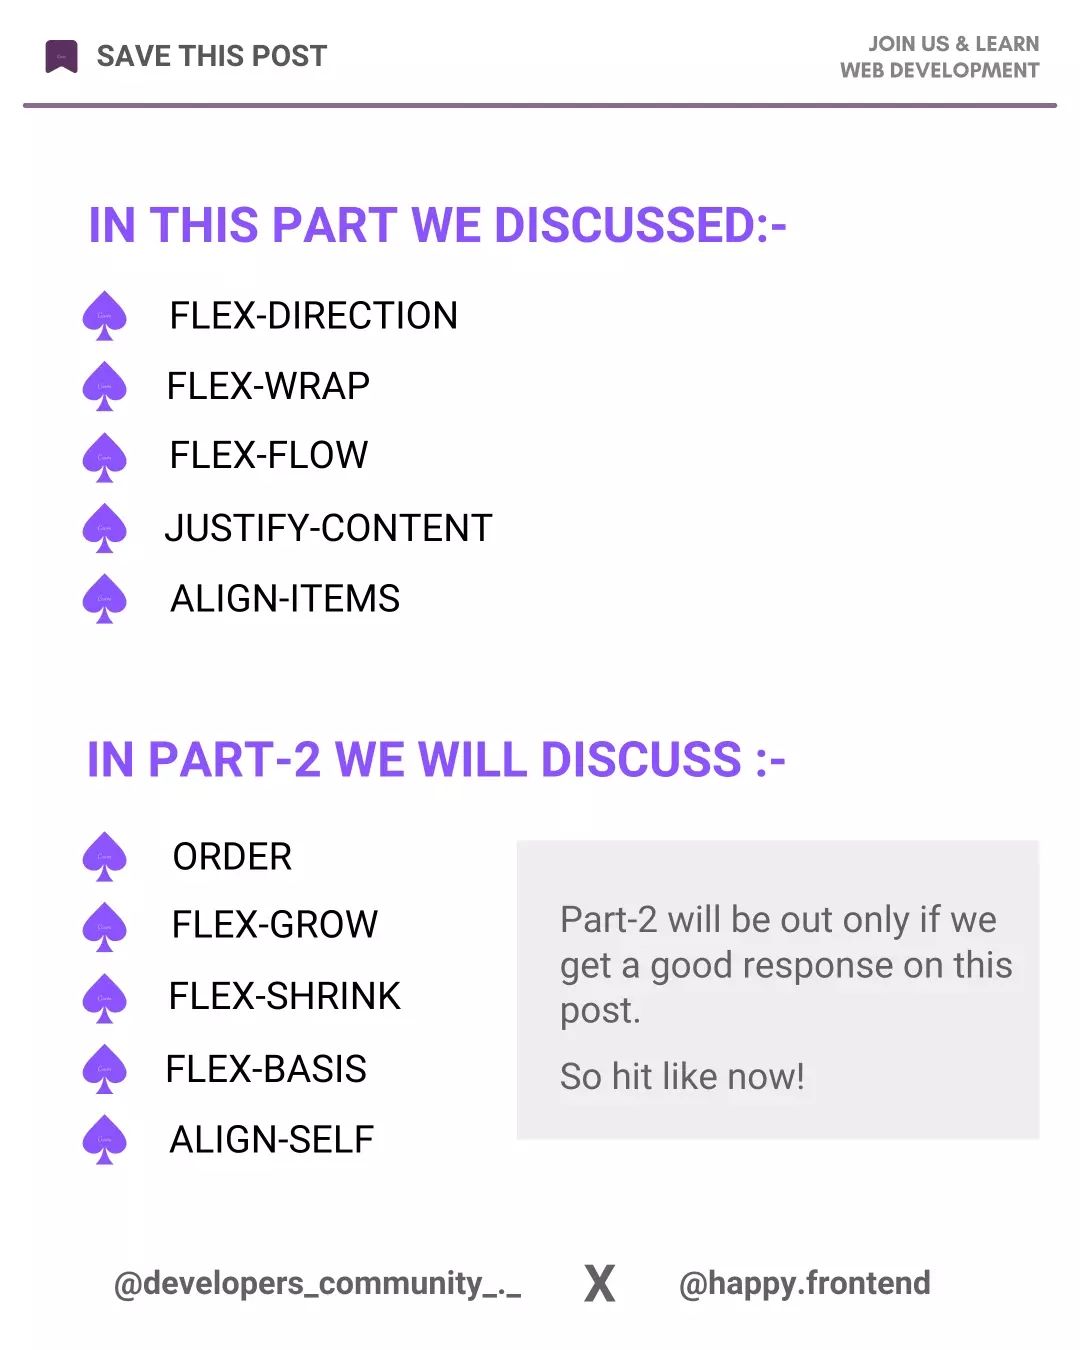 SAVE THIS POST
JOIN US & LEARN
WEB DEVELOPMENT
IN THIS PART WE DISCUSSED:-
FLEX-DIRECTION
FLEX-WRAP
FLEX-FLOW
JUSTIFY-CONTENT
ALIGN-ITEMS
IN PART-2 WE WILL DISCUSS :-
ORDER
FLEX-GROW
FLEX-SHRINK
FLEX-BASIS
ALIGN-SELF
Part-2 will be out only if we
get a good response on this
post.
So hit like now!
@developers_community_._
X
@happy.frontend